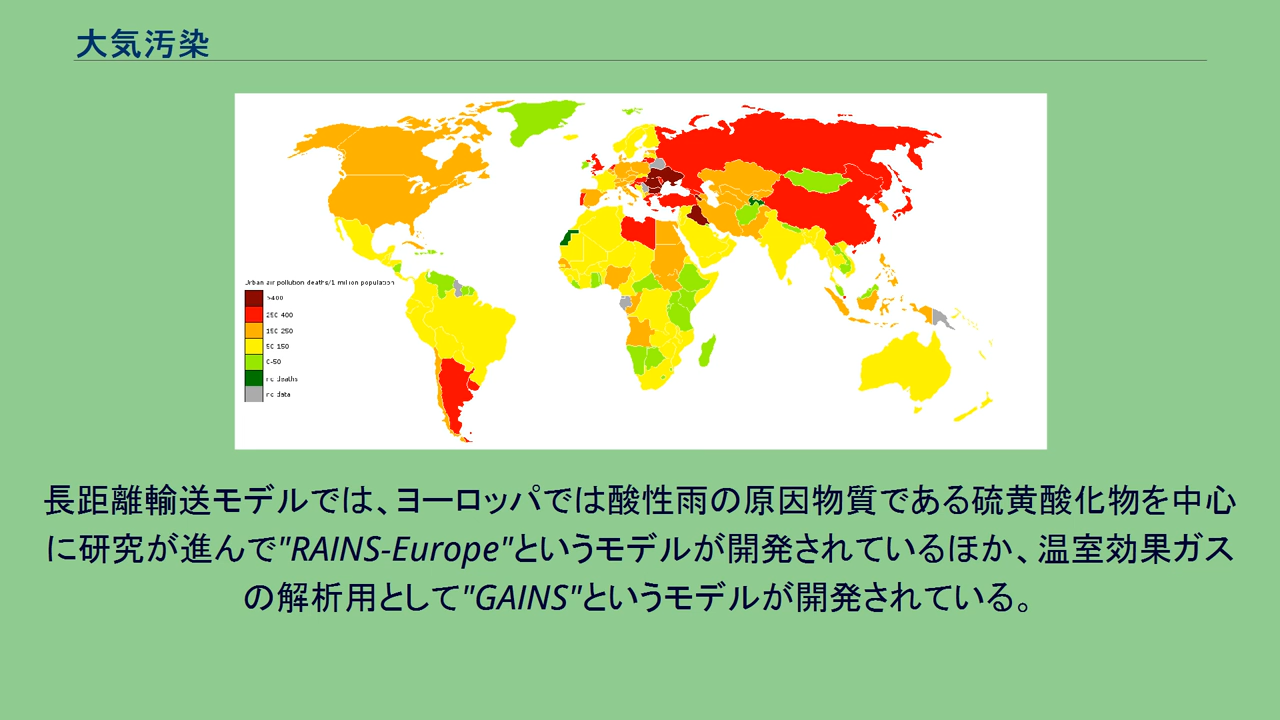 大気汚染
Urban air pollution deaths/1 million population
>400
250 400
150 250
50 150
0-50
no deaths
no data
長距離輸送モデルでは、ヨーロッパでは酸性雨の原因物質である硫黄酸化物を中心
に研究が進んで"RAINS-Europe"というモデルが開発されているほか、温室効果ガス
の解析用として"GAINS"というモデルが開発されている。